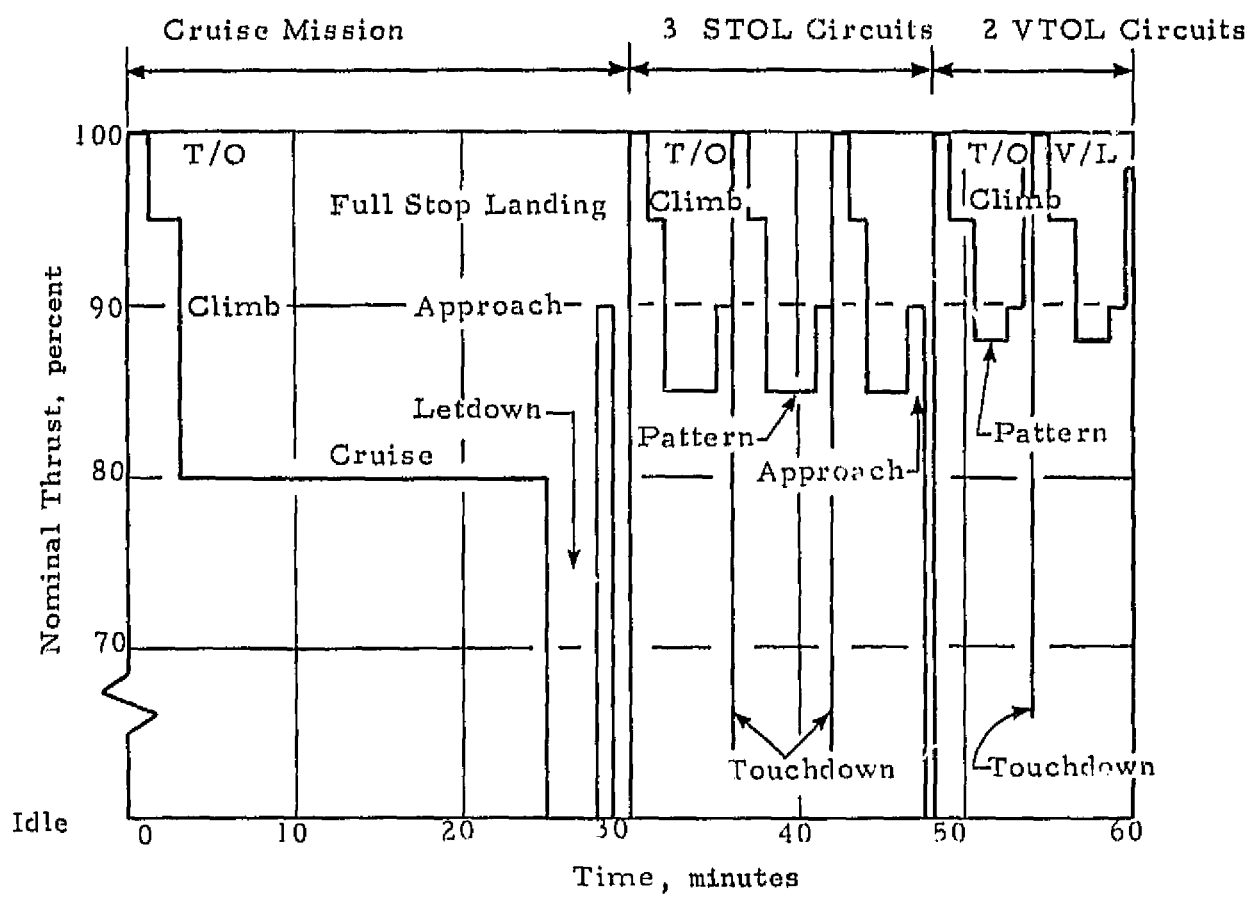 Cruise Mission
3 STOL Circuits
2 VTOL Circuits
100
T/O
T/O
T/O
V/L
Full Stop Landing
Climb
Climb
90
Climb
Approach
Letdown
Pattern
Pattern
80
Cruise
Approach
70
Touchdown
Touchdown
Idle
0
10
20
30
40
50
60
Time, minutes
Nominal Thrust, percent